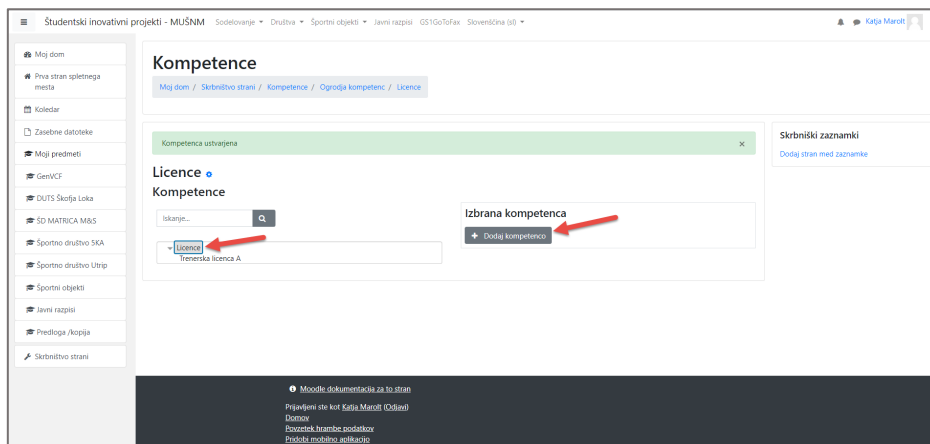 Študentski inovativni projekti - MUŠNM Sodelovanje Društva Športni objekti Javni razpisi GS1GoToFax Slovenščina (sl) Katja Marolt
Moj dom
Prva stran spletnega
mesta
Koledar
Zasebne datoteke
Moji predmeti
GenVCF
DUTS Škofja Loka
ŠD MATRICA M&S
Športno društvo 5KA
Športno društvo Utrip
Športni objekti
Javni razpisi
Predloga /kopija
Skrbništvo strani
Kompetence
Moj dom / Skrbništvo strani / Kompetence / Ogrodja kompetenc / Licence
Kompetenca ustvarjena ×
Licence
Kompetence
Iskanje...
Licence
Trenerska licenca A
Izbrana kompetenca
+ Dodaj kompetenco
Skrbniški zaznamki
Dodaj stran med zaznamke
Moodle dokumentacija za to stran
Prijavljeni ste kot Katja Marolt (Odjavi)
Domov
Povzetek hrambe podatkov
Pridobi mobilno aplikacijo